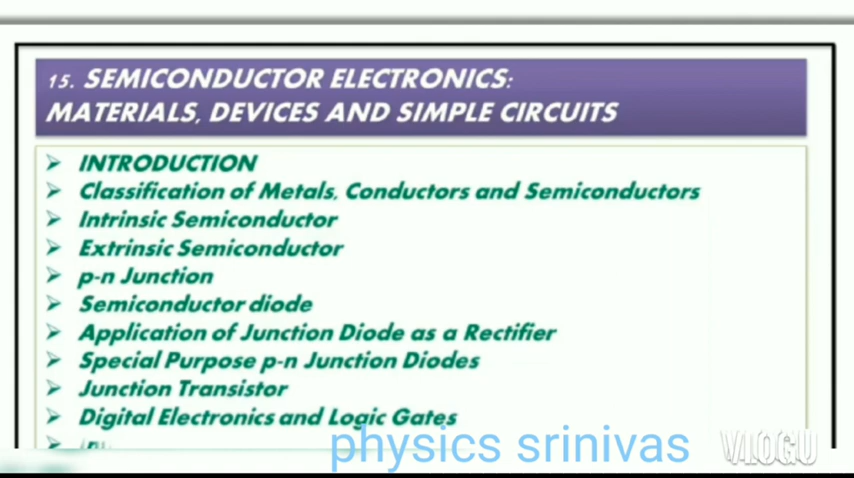 15. SEMICONDUCTOR ELECTRONICS:
MATERIALS, DEVICES AND SIMPLE CIRCUITS
➢ INTRODUCTION
➢ Classification of Metals, Conductors and Semiconductors
➢ Intrinsic Semiconductor
➢ Extrinsic Semiconductor
➢ p-n Junction
➢ Semiconductor diode
➢ Application of Junction Diode as a Rectifier
➢ Special Purpose p-n Junction Diodes
➢ Junction Transistor
➢ Digital Electronics and Logic Gates
physics srinivas
VLOGU